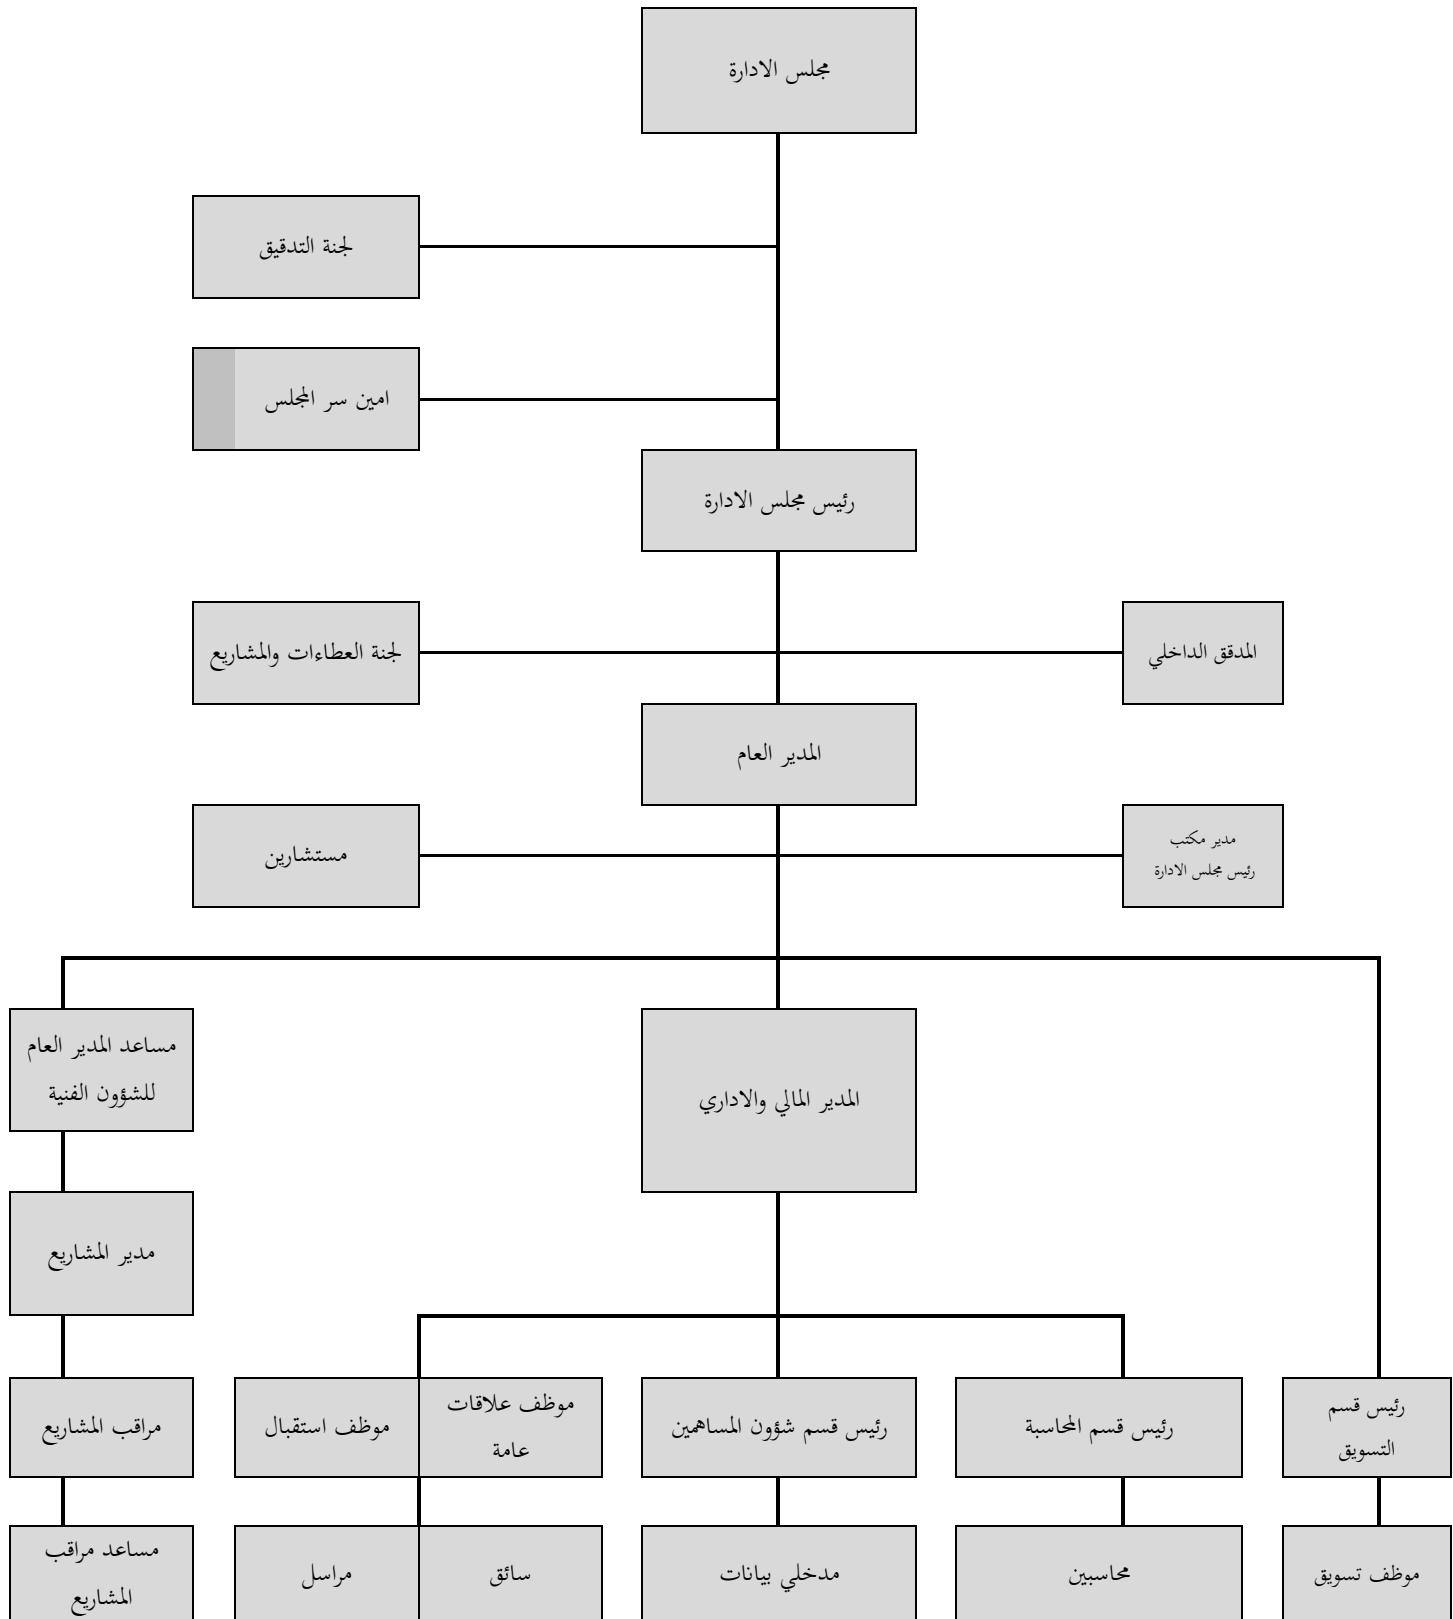 مجلس الادارة
لجنة التدقيق
امين سر المجلس
رئيس مجلس الادارة
المدقق الداخلي
لجنة العطاءات والمشاريع
المدير العام
مدير مكتب
رئيس مجلس الادارة
مستشارين
المدير المالي والاداري
مساعد المدير العام
للشؤون الفنية
مدير المشاريع
رئيس قسم
التسويق
رئيس قسم المحاسبة
رئيس قسم شؤون المساهمين
موظف علاقات
عامة
موظف استقبال
مراقب المشاريع
موظف تسويق
محاسبين
مدخلي بيانات
سائق
مراسل
مساعد مراقب
المشاريع